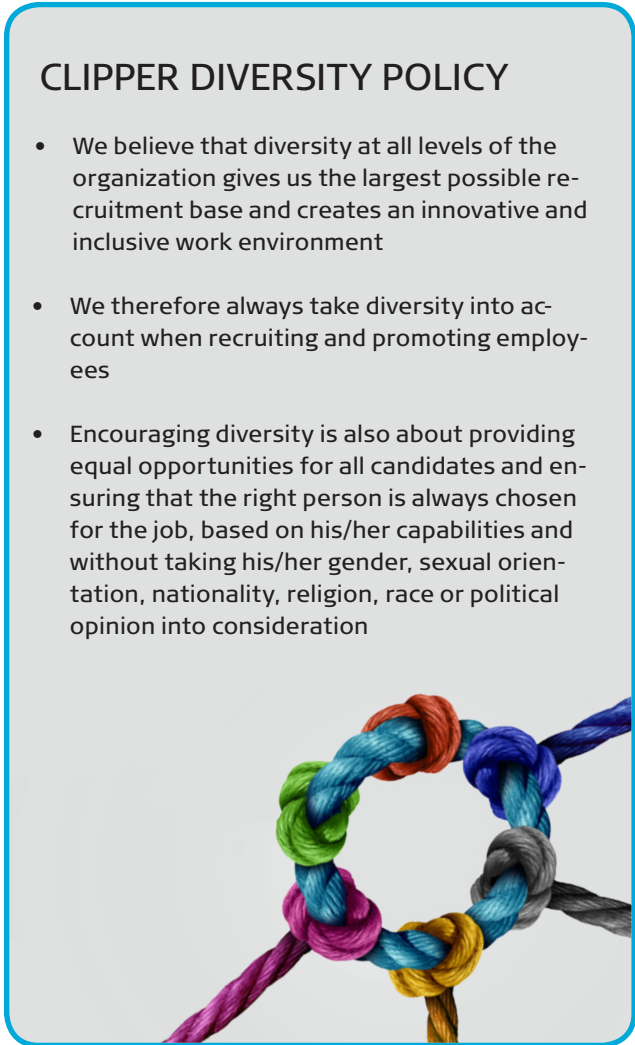 CLIPPER DIVERSITY POLICY
• We believe that diversity at all levels of the
organization gives us the largest possible re-
cruitment base and creates an innovative and
inclusive work environment
• We therefore always take diversity into ac-
count when recruiting and promoting employ-
ees
• Encouraging diversity is also about providing
equal opportunities for all candidates and en-
suring that the right person is always chosen
for the job, based on his/her capabilities and
without taking his/her gender, sexual orien-
tation, nationality, religion, race or political
opinion into consideration